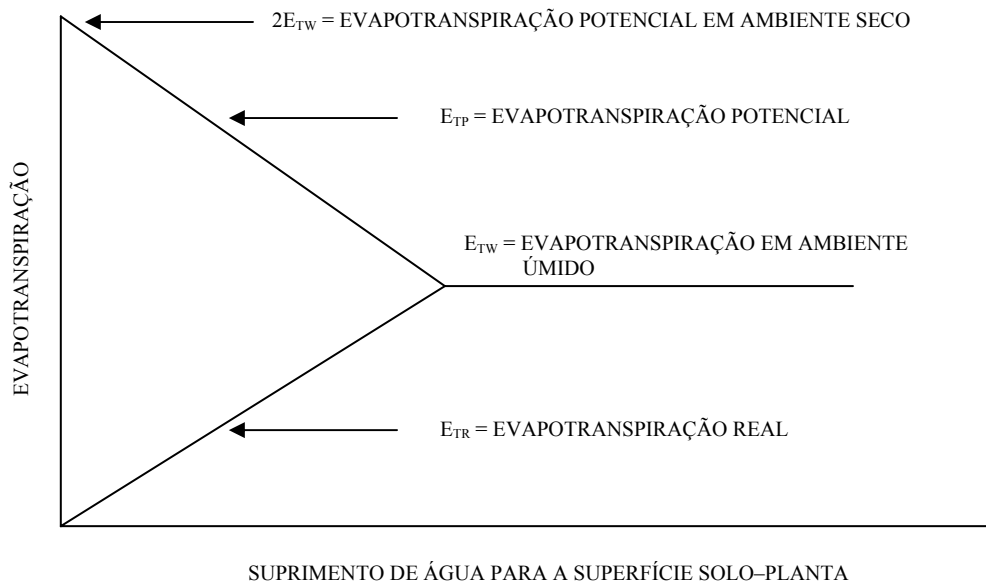 2E_TW = EVAPOTRANSPIRAÇÃO POTENCIAL EM AMBIENTE SECO
E_TP = EVAPOTRANSPIRAÇÃO POTENCIAL
EVAPOTRANSPIRAÇÃO
E_TW = EVAPOTRANSPIRAÇÃO EM AMBIENTE
ÚMIDO
E_TR = EVAPOTRANSPIRAÇÃO REAL
SUPRIMENTO DE ÁGUA PARA A SUPERFÍCIE SOLO–PLANTA